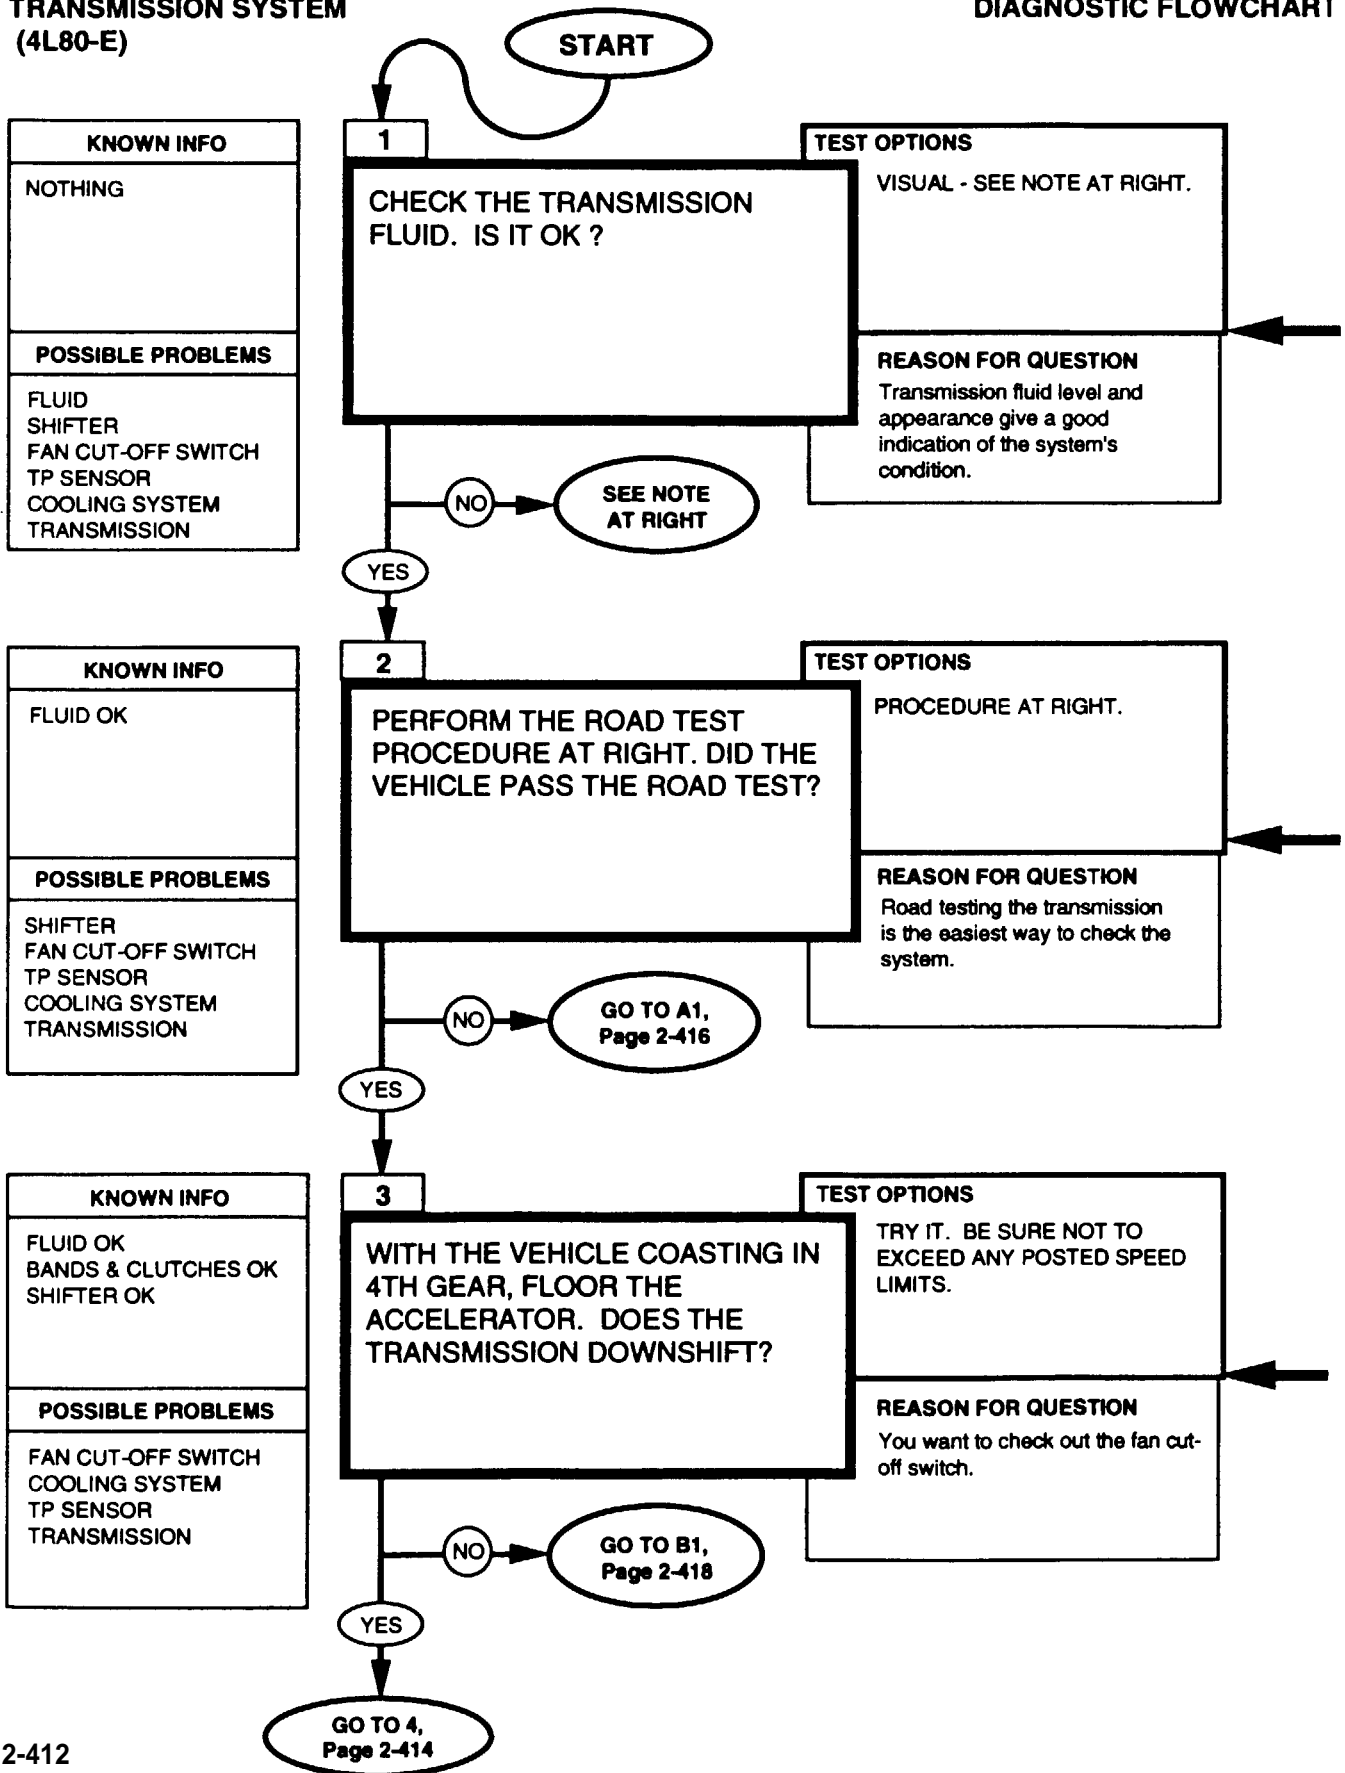 TRANSMISSION SYSTEM
(4L80-E)
DIAGNOSTIC FLOWCHART
START
KNOWN INFO
NOTHING
POSSIBLE PROBLEMS
FLUID
SHIFTER
FAN CUT-OFF SWITCH
TP SENSOR
COOLING SYSTEM
TRANSMISSION
1
CHECK THE TRANSMISSION
FLUID. IS IT OK ?
TEST OPTIONS
VISUAL - SEE NOTE AT RIGHT.
REASON FOR QUESTION
Transmission fluid level and
appearance give a good
indication of the system's
condition.
NO
SEE NOTE
AT RIGHT
YES
KNOWN INFO
FLUID OK
POSSIBLE PROBLEMS
SHIFTER
FAN CUT-OFF SWITCH
TP SENSOR
COOLING SYSTEM
TRANSMISSION
2
PERFORM THE ROAD TEST
PROCEDURE AT RIGHT. DID THE
VEHICLE PASS THE ROAD TEST?
TEST OPTIONS
PROCEDURE AT RIGHT.
REASON FOR QUESTION
Road testing the transmission
is the easiest way to check the
system.
NO
GO TO A1,
Page 2-416
YES
KNOWN INFO
FLUID OK
BANDS & CLUTCHES OK
SHIFTER OK
POSSIBLE PROBLEMS
FAN CUT-OFF SWITCH
COOLING SYSTEM
TP SENSOR
TRANSMISSION
3
WITH THE VEHICLE COASTING IN
4TH GEAR, FLOOR THE
ACCELERATOR. DOES THE
TRANSMISSION DOWNSHIFT?
TEST OPTIONS
TRY IT. BE SURE NOT TO
EXCEED ANY POSTED SPEED
LIMITS.
REASON FOR QUESTION
You want to check out the fan cut-
off switch.
NO
GO TO B1,
Page 2-418
YES
GO TO 4,
Page 2-414
2-412